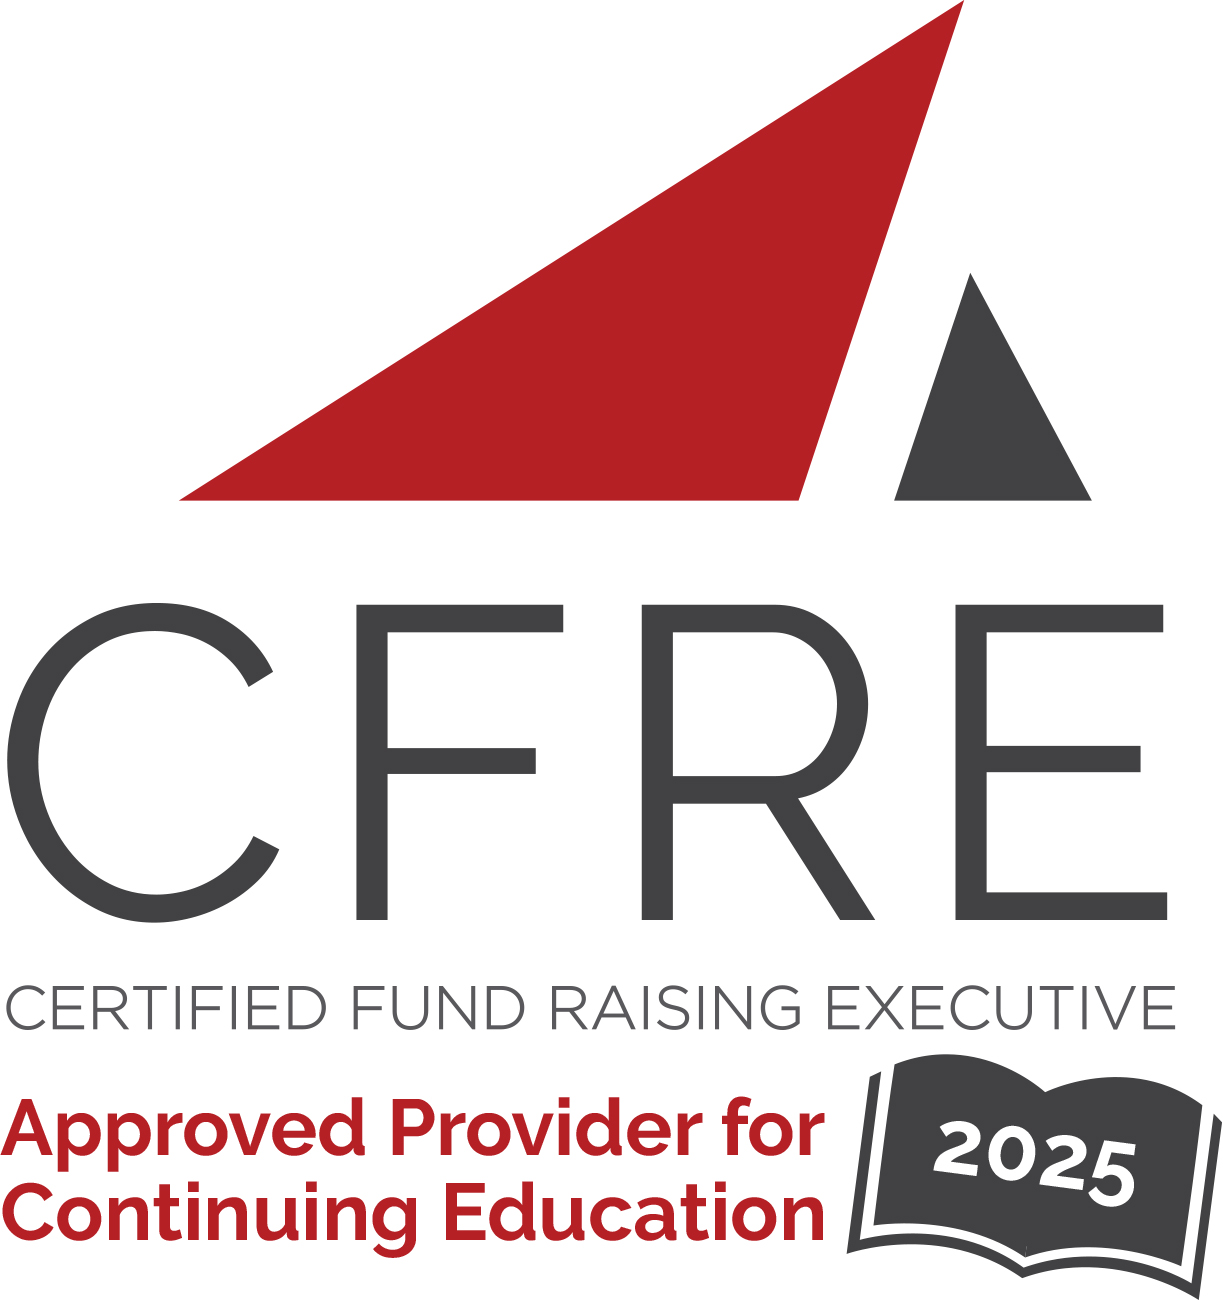 CFRE
CERTIFIED FUND RAISING EXECUTIVE
Approved Provider for
Continuing Education
2025